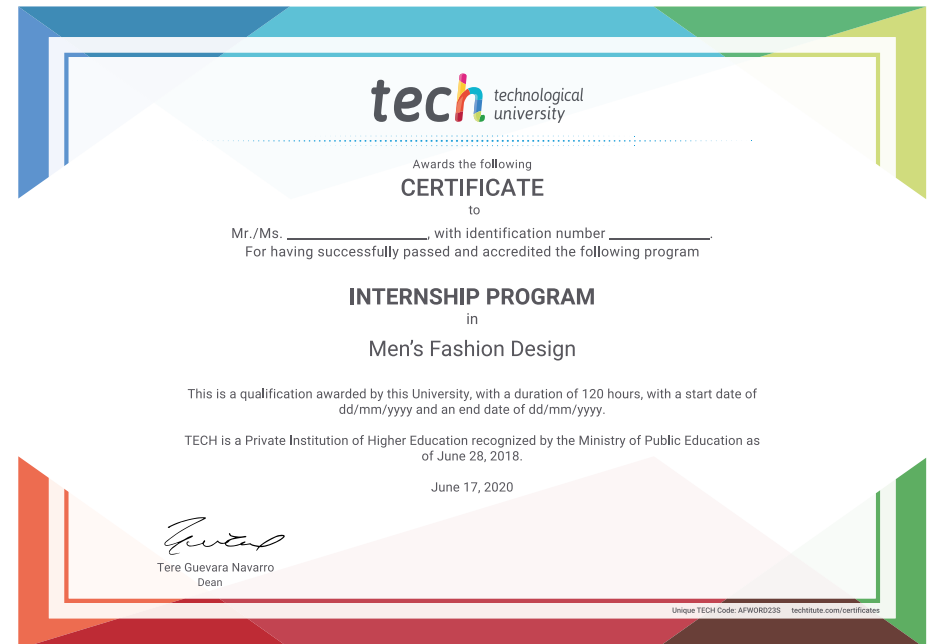 tech technological
university
Awards the following
CERTIFICATE
to
Mr./Ms. ____________________, with identification number ______________.
For having successfully passed and accredited the following program
INTERNSHIP PROGRAM
in
Men's Fashion Design
This is a qualification awarded by this University, with a duration of 120 hours, with a start date of
dd/mm/yyyy and an end date of dd/mm/yyyy.
TECH is a Private Institution of Higher Education recognized by the Ministry of Public Education as
of June 28, 2018.
June 17, 2020
Tere Guevara Navarro
Dean
Unique TECH Code: AFWORD23S techtitute.com/certificates